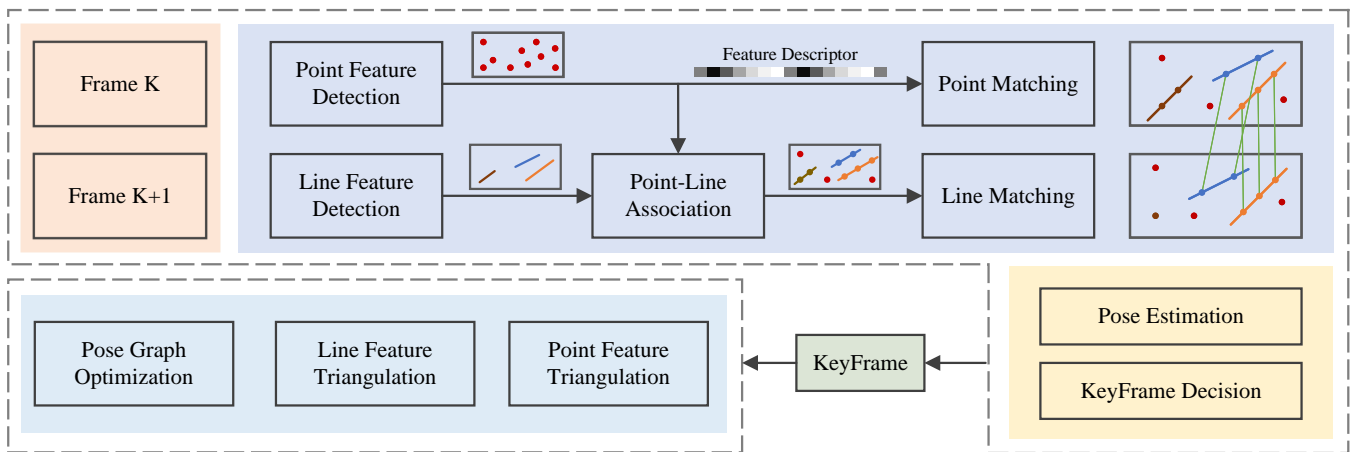 Frame K
Frame K+1
Point Feature
Detection
Feature Descriptor
Point Matching
Line Feature
Detection
Point-Line
Association
Line Matching
Pose Estimation
KeyFrame Decision
KeyFrame
Pose Graph
Optimization
Line Feature
Triangulation
Point Feature
Triangulation